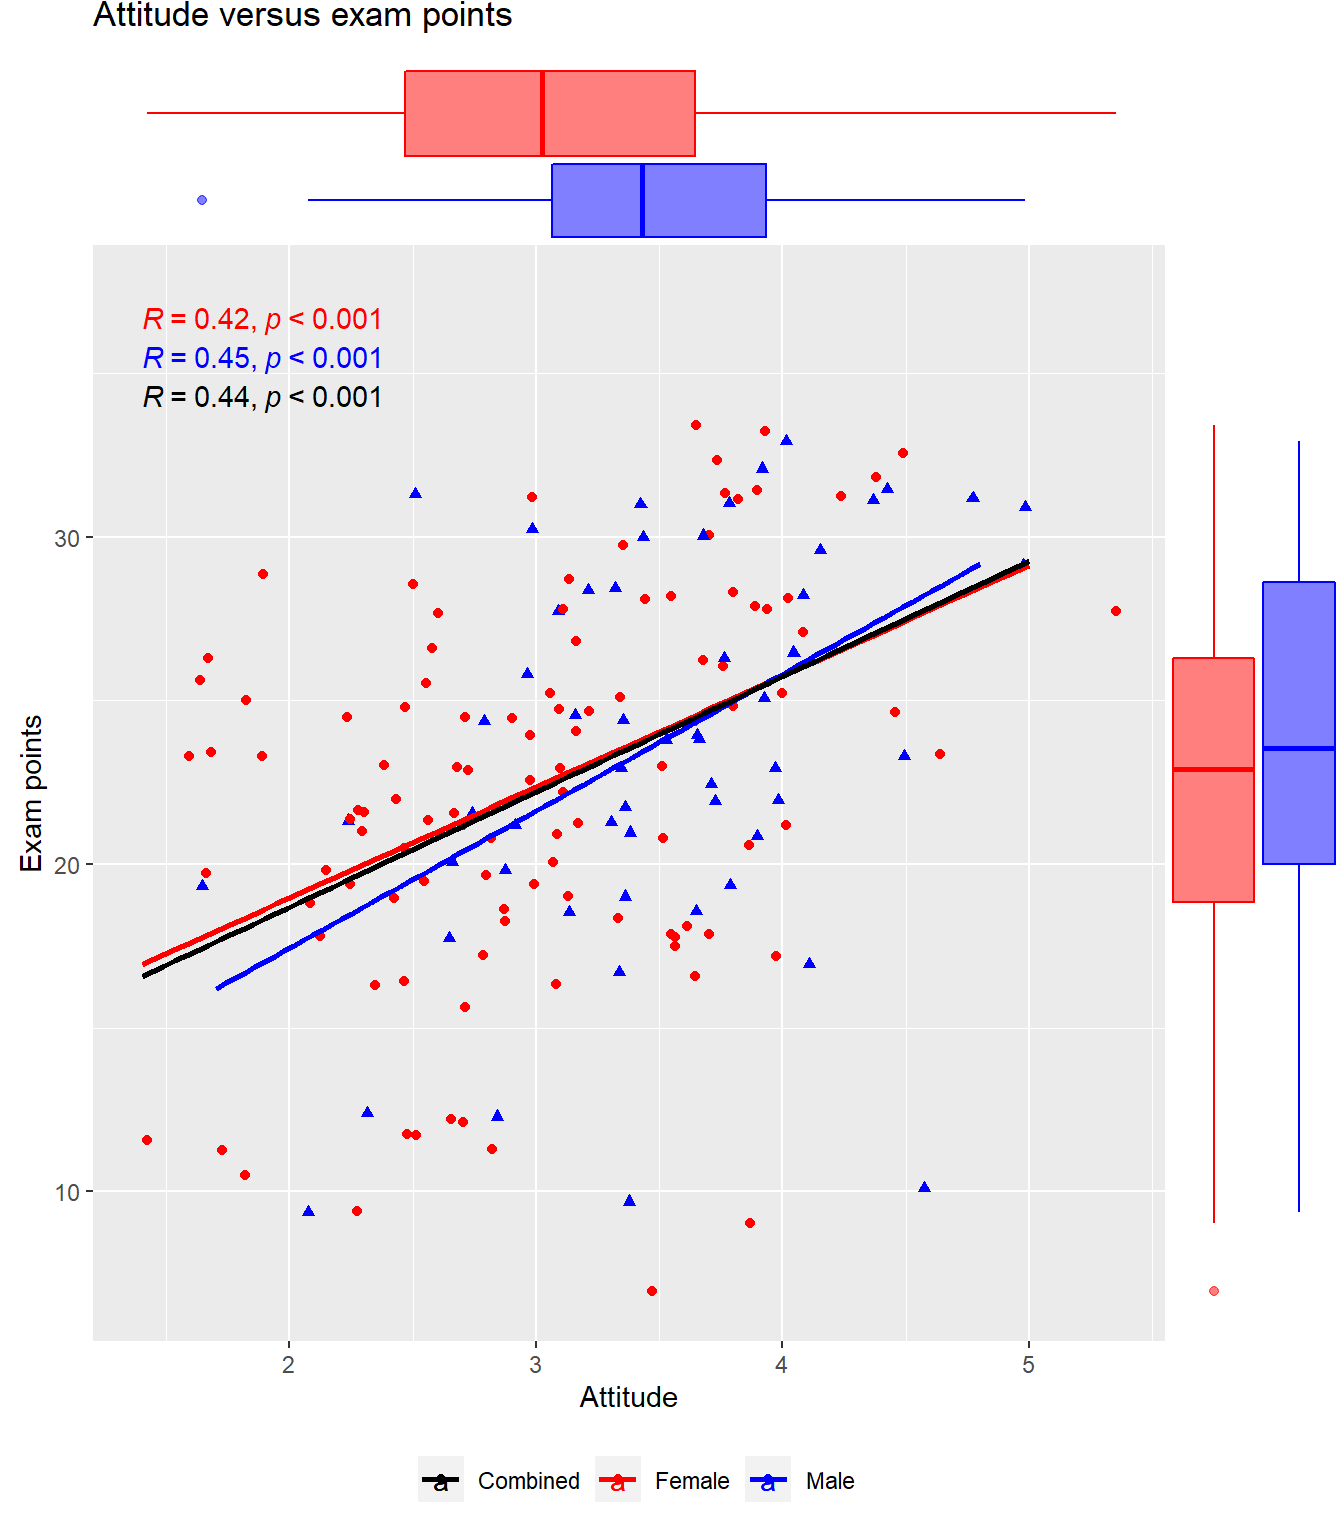 Attitude versus exam points
R = 0.42, p < 0.001
R = 0.45, p < 0.001
R = 0.44, p < 0.001
30
20
10
Exam points
2 3 4 5
Attitude
a Combined a Female a Male